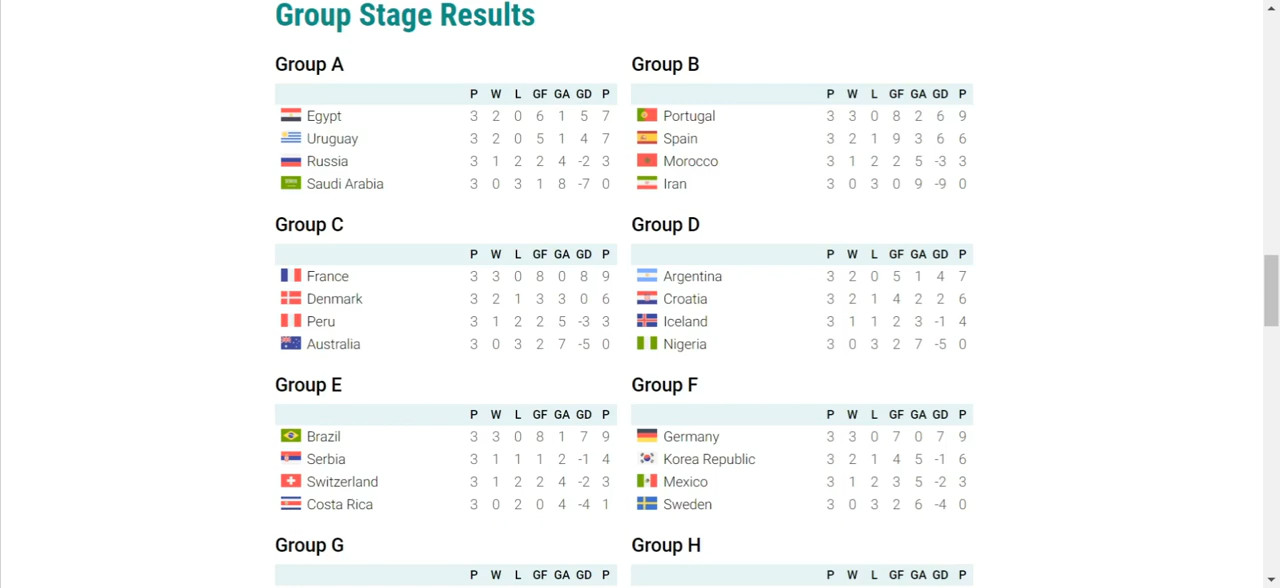 Group Stage Results
Group A
P W L GF GA GD P
Egypt 3 2 0 6 1 5 7
Uruguay 3 2 0 5 1 4 7
Russia 3 1 2 2 4 -2 3
Saudi Arabia 3 0 3 1 8 -7 0
Group B
P W L GF GA GD P
Portugal 3 3 0 8 2 6 9
Spain 3 2 1 9 3 6 6
Morocco 3 1 2 2 5 -3 3
Iran 3 0 3 0 9 -9 0
Group C
P W L GF GA GD P
France 3 3 0 8 0 8 9
Denmark 3 2 1 3 3 0 6
Peru 3 1 2 2 5 -3 3
Australia 3 0 3 2 7 -5 0
Group D
P W L GF GA GD P
Argentina 3 2 0 5 1 4 7
Croatia 3 2 1 4 2 2 6
Iceland 3 1 1 2 3 -1 4
Nigeria 3 0 3 2 7 -5 0
Group E
P W L GF GA GD P
Brazil 3 3 0 8 1 7 9
Serbia 3 1 1 1 2 -1 4
Switzerland 3 1 2 2 4 -2 3
Costa Rica 3 0 2 0 4 -4 1
Group F
P W L GF GA GD P
Germany 3 3 0 7 0 7 9
Korea Republic 3 2 1 4 5 -1 6
Mexico 3 1 2 3 5 -2 3
Sweden 3 0 3 2 6 -4 0
Group G
P W L GF GA GD P
Group H
P W L GF GA GD P